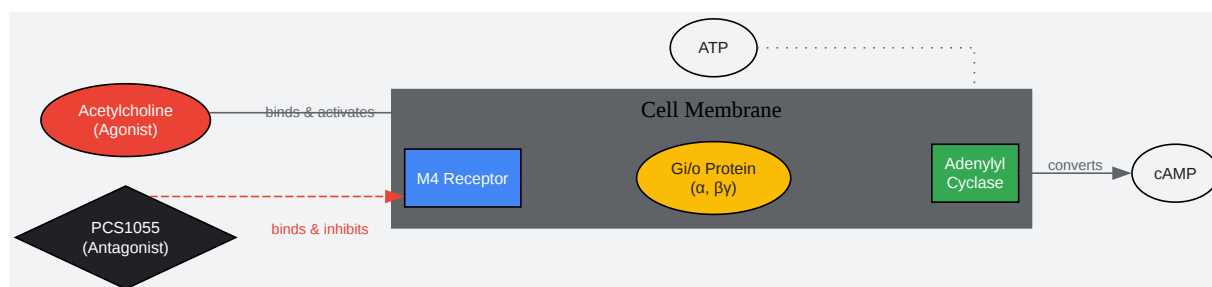 ATP
Cell Membrane
Acetylcholine
(Agonist)
binds & activates
M4 Receptor
Gi/o Protein
(α, βγ)
Adenylyl
Cyclase
converts
cAMP
PCS1055
(Antagonist)
binds & inhibits